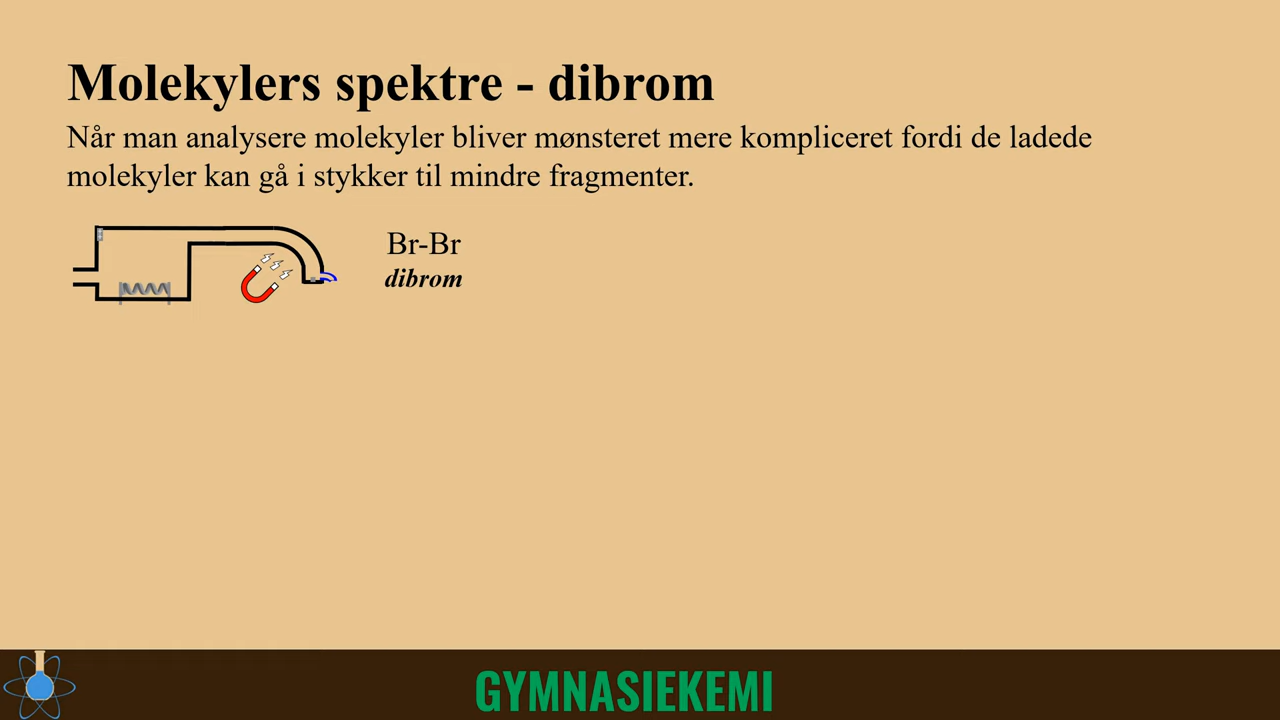 Molekylers spektre - dibrom
Når man analysere molekyler bliver mønsteret mere kompliceret fordi de ladede
molekyler kan gå i stykker til mindre fragmenter.
Br-Br
dibrom
GYMNASIEKEMI